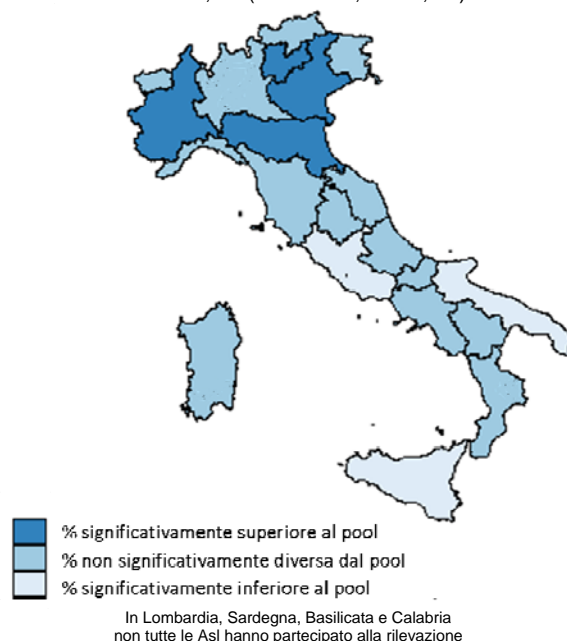 % significativamente superiore al pool
% non significativamente diversa dal pool
% significativamente inferiore al pool
In Lombardia, Sardegna, Basilicata e Calabria
non tutte le Asl hanno partecipato alla rilevazione